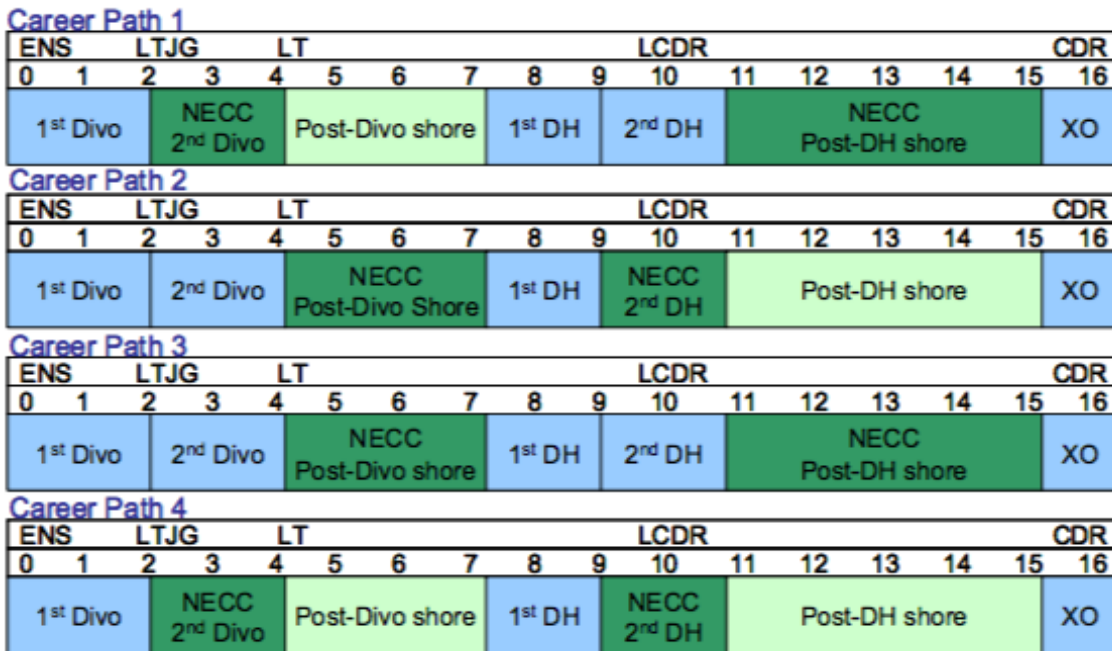 Career Path 1
ENS LTJG LT LCDR CDR
0 1 2 3 4 5 6 7 8 9 10 11 12 13 14 15 16
1st Divo NECC 2nd Divo Post-Divo shore 1st DH 2nd DH NECC Post-DH shore XO
Career Path 2
ENS LTJG LT LCDR CDR
0 1 2 3 4 5 6 7 8 9 10 11 12 13 14 15 16
1st Divo 2nd Divo NECC Post-Divo Shore 1st DH NECC 2nd DH Post-DH shore XO
Career Path 3
ENS LTJG LT LCDR CDR
0 1 2 3 4 5 6 7 8 9 10 11 12 13 14 15 16
1st Divo 2nd Divo NECC Post-Divo shore 1st DH 2nd DH NECC Post-DH shore XO
Career Path 4
ENS LTJG LT LCDR CDR
0 1 2 3 4 5 6 7 8 9 10 11 12 13 14 15 16
1st Divo NECC 2nd Divo Post-Divo shore 1st DH NECC 2nd DH Post-DH shore XO